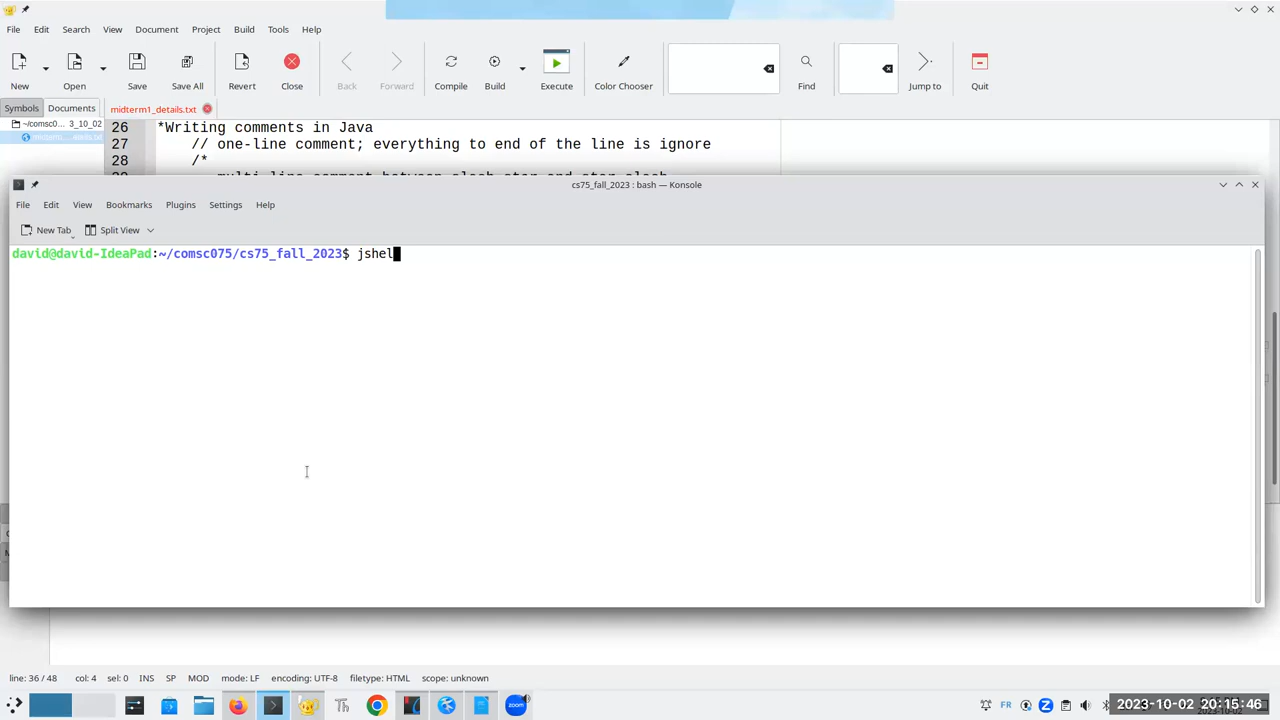 File Edit Search View Document Project Build Tools Help
New Open Save Save All Revert Close Back Forward Compile Build Execute Color Chooser Find Jump to Quit
Symbols Documents midterm1_details.txt
~/comsc0... 3_10_02
26 *Writing comments in Java
27 // one-line comment; everything to end of the line is ignore
28 /*
cs75_fall_2023 : bash — Konsole
File Edit View Bookmarks Plugins Settings Help
New Tab Split View
david@david-IdeaPad:~/comsc075/cs75_fall_2023$ jshel
line: 36 / 48 col: 4 sel: 0 INS SP MOD mode: LF encoding: UTF-8 filetype: HTML scope: unknown
Th zoom FR Z 2023-10-02 20:15:46